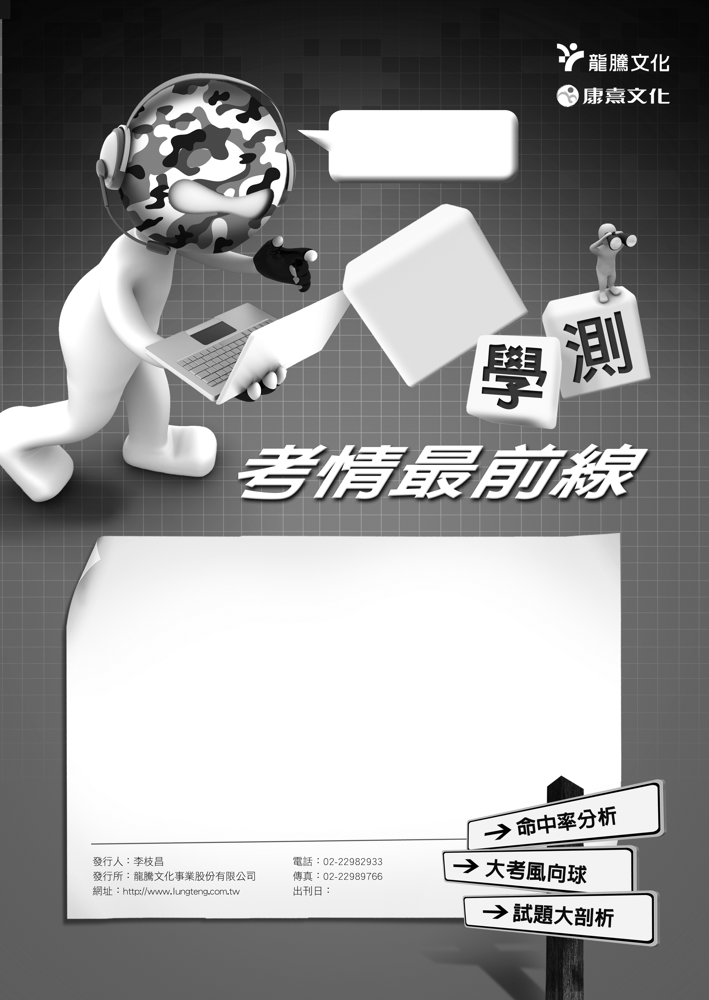 龍騰文化
康熹文化
學測
考情最前線
命中率分析
大考風向球
試題大剖析
發行人：李枝昌
發行所：龍騰文化事業股份有限公司
網址：http://www.lungteng.com.tw
電話：02-22982933
傳真：02-22989766
出刊日：